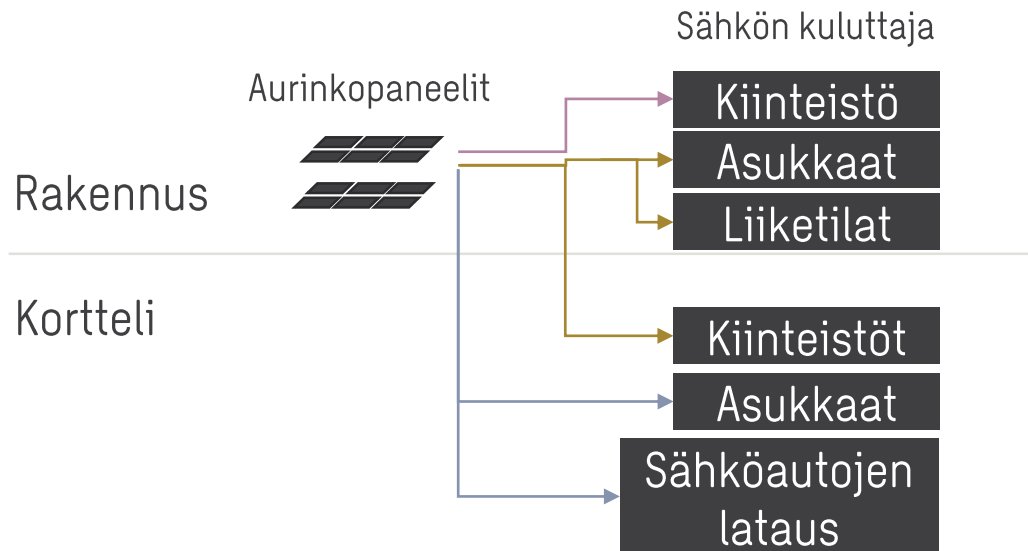 Sähkön kuluttaja
Aurinkopaneelit
Kiinteistö
Asukkaat
Rakennus
Liiketilat
Kortteli
Kiinteistöt
Asukkaat
Sähköautojen
lataus